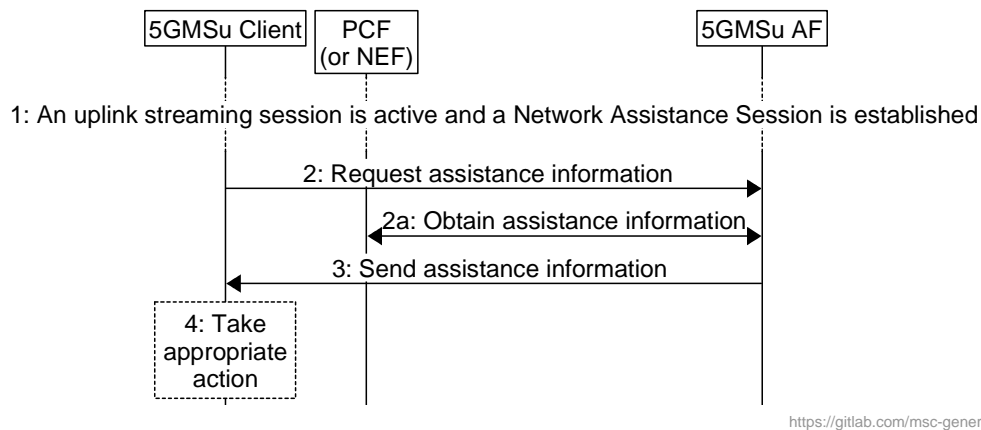 5GMSu Client
PCF
(or NEF)
5GMSu AF
1: An uplink streaming session is active and a Network Assistance Session is established
2: Request assistance information
2a: Obtain assistance information
3: Send assistance information
4: Take
appropriate
action
https://gitlab.com/msc-gener